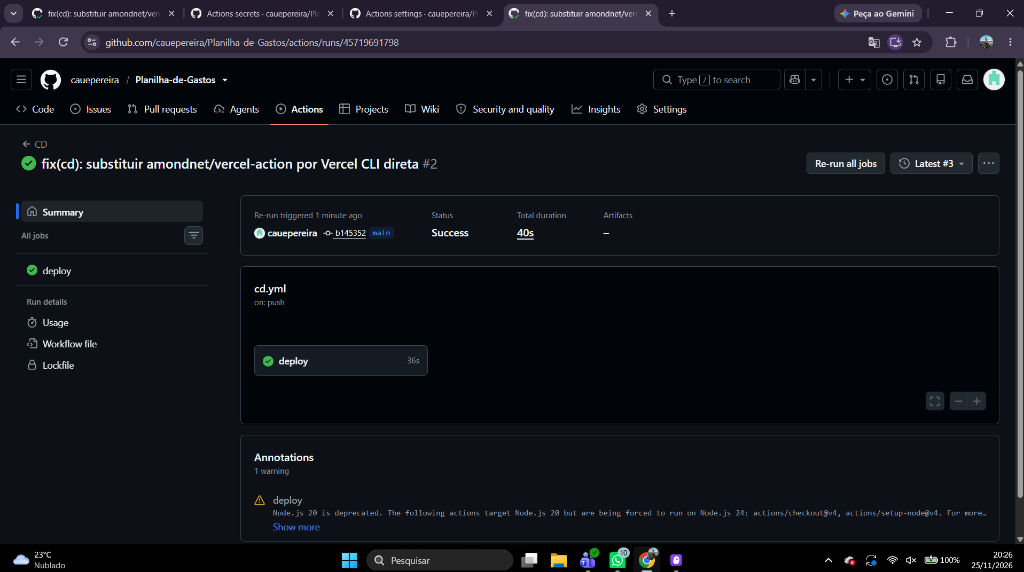 fix(cd): substituir amondnet/ver
Actions secrets · cauepereira/Pl
Actions settings · cauepereira/P
fix(cd): substituir amondnet/ver
Peça ao Gemini
github.com/cauepereira/Planilha-de-Gastos/actions/runs/45719691798
cauepereira / Planilha-de-Gastos
Type / to search
Code
Issues
Pull requests
Agents
Actions
Projects
Wiki
Security and quality
Insights
Settings
CD
fix(cd): substituir amondnet/vercel-action por Vercel CLI direta #2
Re-run all jobs
Latest #3
Summary
All jobs
deploy
Run details
Usage
Workflow file
Lockfile
Re-run triggered 1 minute ago
cauepereira b145352 main
Status
Success
Total duration
40s
Artifacts
–
cd.yml
on: push
deploy 36s
Annotations
1 warning
deploy
Node.js 20 is deprecated. The following actions target Node.js 20 but are being forced to run on Node.js 24: actions/checkout@v4, actions/setup-node@v4. For more…
Show more
23°C
Nublado
Pesquisar
10
100%
20:26
25/11/2026